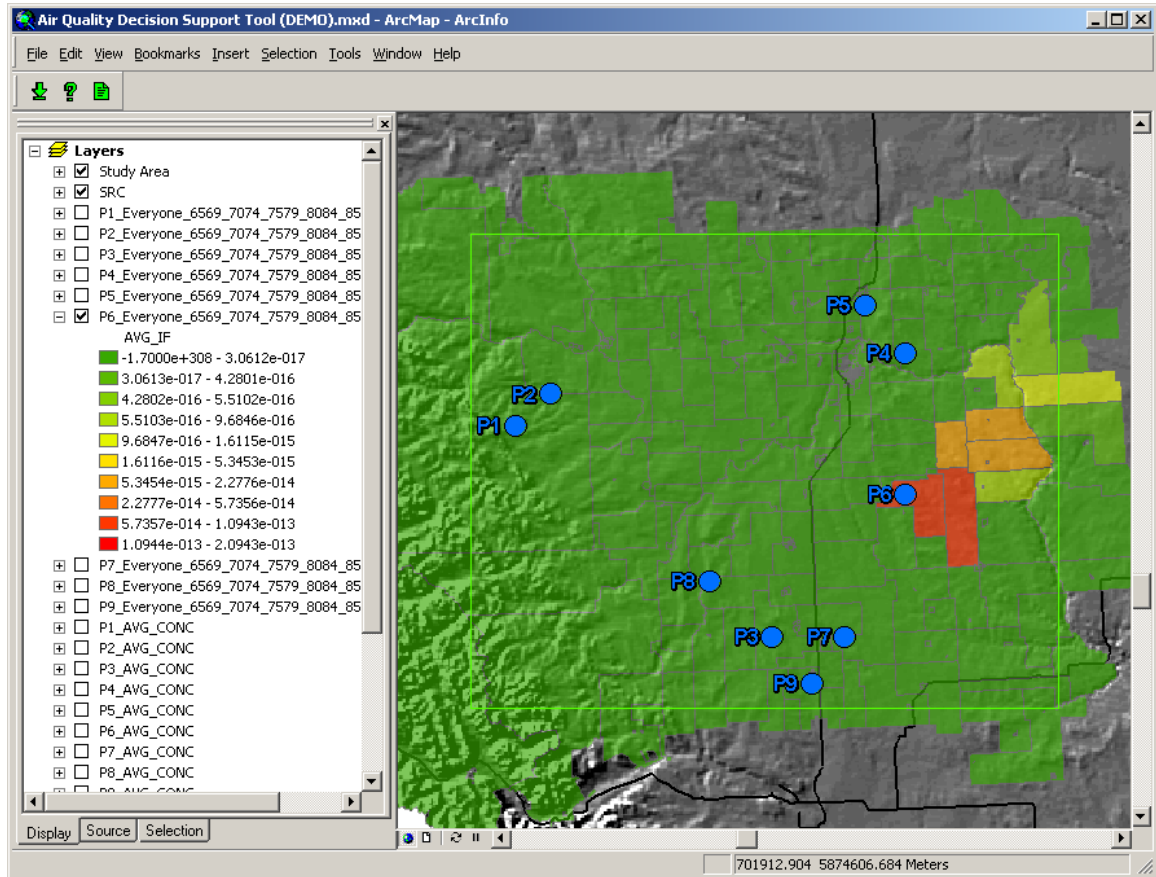 Air Quality Decision Support Tool (DEMO).mxd - ArcMap - ArcInfo
File Edit View Bookmarks Insert Selection Tools Window Help
Layers
Study Area
SRC
P1_Everyone_6569_7074_7579_8084_85
P2_Everyone_6569_7074_7579_8084_85
P3_Everyone_6569_7074_7579_8084_85
P4_Everyone_6569_7074_7579_8084_85
P5_Everyone_6569_7074_7579_8084_85
P6_Everyone_6569_7074_7579_8084_85
AVG_IF
-1.7000e+308 - 3.0612e-017
3.0613e-017 - 4.2801e-016
4.2802e-016 - 5.5102e-016
5.5103e-016 - 9.6846e-016
9.6847e-016 - 1.6115e-015
1.6116e-015 - 5.3453e-015
5.3454e-015 - 2.2776e-014
2.2777e-014 - 5.7356e-014
5.7357e-014 - 1.0943e-013
1.0944e-013 - 2.0943e-013
P7_Everyone_6569_7074_7579_8084_85
P8_Everyone_6569_7074_7579_8084_85
P9_Everyone_6569_7074_7579_8084_85
P1_AVG_CONC
P2_AVG_CONC
P3_AVG_CONC
P4_AVG_CONC
P5_AVG_CONC
P6_AVG_CONC
P7_AVG_CONC
P8_AVG_CONC
P9_AVG_CONC
Display Source Selection
P5
P4
P2
P1
P6
P8
P3 P7
P9
701912.904 5874606.684 Meters